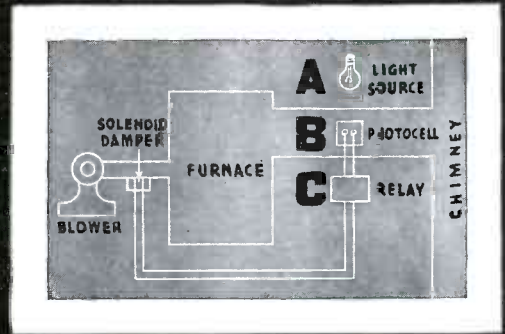 A LIGHT
SOURCE
SOLENOID
DAMPER
B PHOTOCELL
FURNACE
C RELAY
CHIMNEY
BLOWER